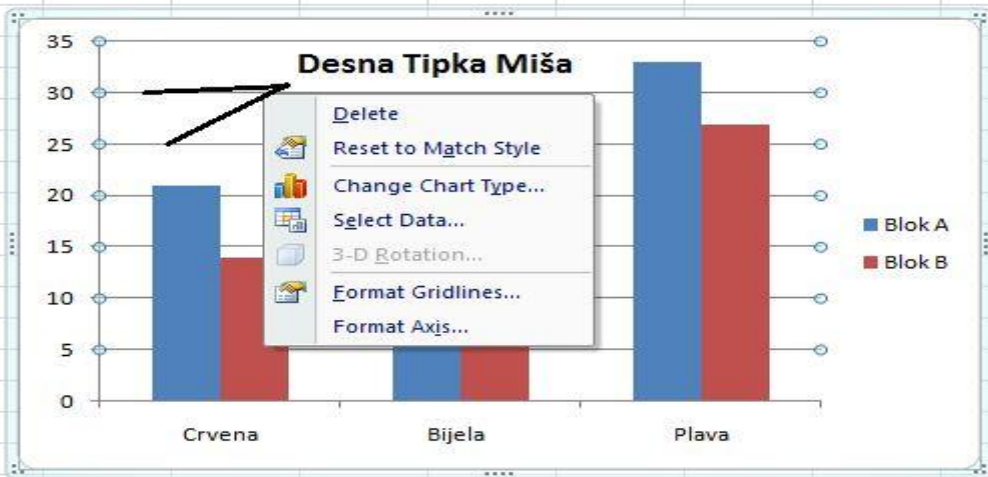 35
Desna Tipka Miša
30
25
20
15
10
5
0
Delete
Reset to Match Style
Change Chart Type...
Select Data...
3-D Rotation...
Format Gridlines...
Format Axis...
Blok A
Blok B
Crvena
Bijela
Plava